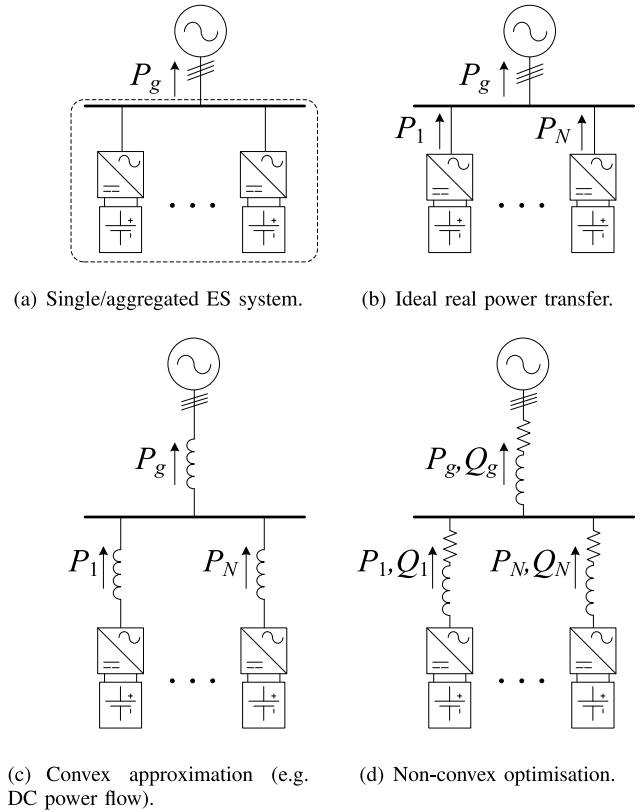 P_g
P_g
P_1
P_N
(a) Single/aggregated ES system.
(b) Ideal real power transfer.
P_g
P_g, Q_g
P_1
P_N
P_1, Q_1
P_N, Q_N
(c) Convex approximation (e.g.
DC power flow).
(d) Non-convex optimisation.